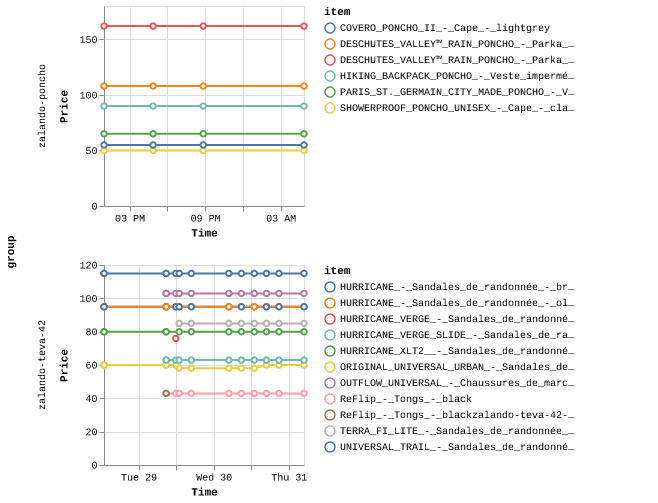 item
COVERO_PONCHO_II_-_Cape_-_lightgrey
DESCHUTES_VALLEY™_RAIN_PONCHO_-_Parka_…
DESCHUTES_VALLEY™_RAIN_PONCHO_-_Parka_…
HIKING_BACKPACK_PONCHO_-_Veste_impermé…
PARIS_ST._GERMAIN_CITY_MADE_PONCHO_-_V…
SHOWERPROOF_PONCHO_UNISEX_-_Cape_-_cla…
150
100
50
0
Price
zalando-poncho
03 PM 09 PM 03 AM
Time
group
item
HURRICANE_-_Sandales_de_randonnée_-_br…
HURRICANE_-_Sandales_de_randonnée_-_ol…
HURRICANE_VERGE_-_Sandales_de_randonné…
HURRICANE_VERGE_SLIDE_-_Sandales_de_ra…
HURRICANE_XLT2__-_Sandales_de_randonné…
ORIGINAL_UNIVERSAL_URBAN_-_Sandales_de…
OUTFLOW_UNIVERSAL_-_Chaussures_de_marc…
ReFlip_-_Tongs_-_black
ReFlip_-_Tongs_-_blackzalando-teva-42-…
TERRA_FI_LITE_-_Sandales_de_randonnée_…
UNIVERSAL_TRAIL_-_Sandales_de_randonné…
120
100
80
60
40
20
0
Price
zalando-teva-42
Tue 29 Wed 30 Thu 31
Time